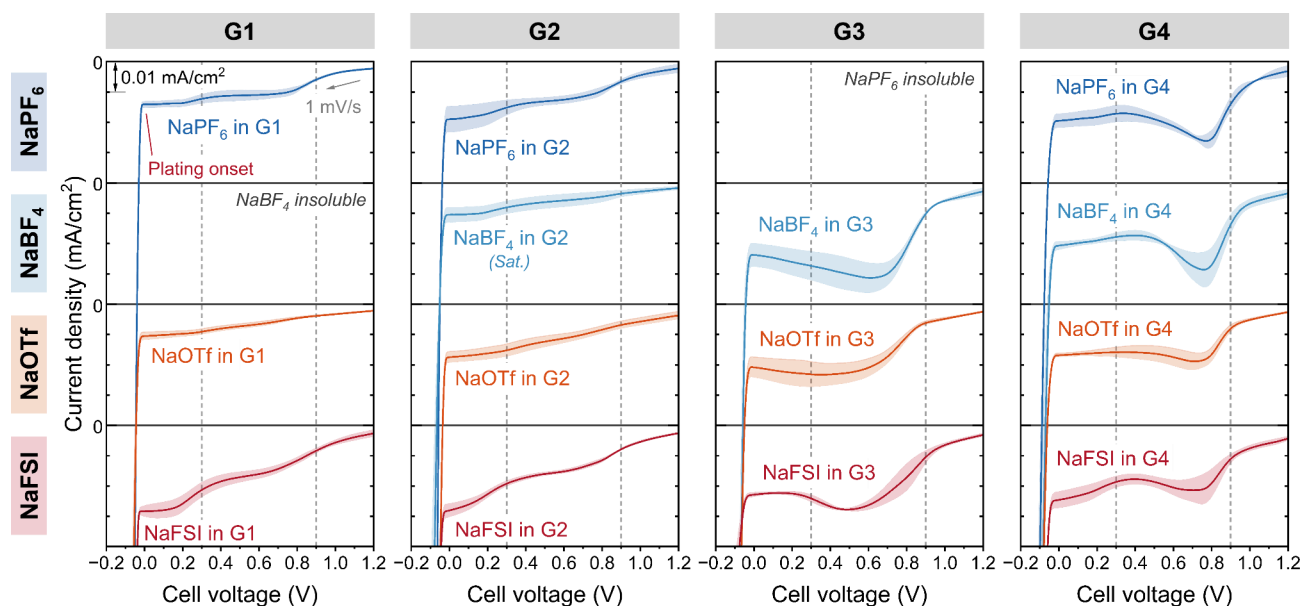 G1
G2
G3
G4
NaPF6
NaBF4
NaOTf
NaFSI
Current density (mA/cm2)
0
0
0
0
0.01 mA/cm2
1 mV/s
NaPF6 in G1
Plating onset
NaBF4 insoluble
NaOTf in G1
NaFSI in G1
NaPF6 in G2
NaBF4 in G2
(Sat.)
NaOTf in G2
NaFSI in G2
NaPF6 insoluble
NaBF4 in G3
NaOTf in G3
NaFSI in G3
NaPF6 in G4
NaBF4 in G4
NaOTf in G4
NaFSI in G4
−0.2 0.0 0.2 0.4 0.6 0.8 1.0 1.2
−0.2 0.0 0.2 0.4 0.6 0.8 1.0 1.2
−0.2 0.0 0.2 0.4 0.6 0.8 1.0 1.2
−0.2 0.0 0.2 0.4 0.6 0.8 1.0 1.2
Cell voltage (V)
Cell voltage (V)
Cell voltage (V)
Cell voltage (V)